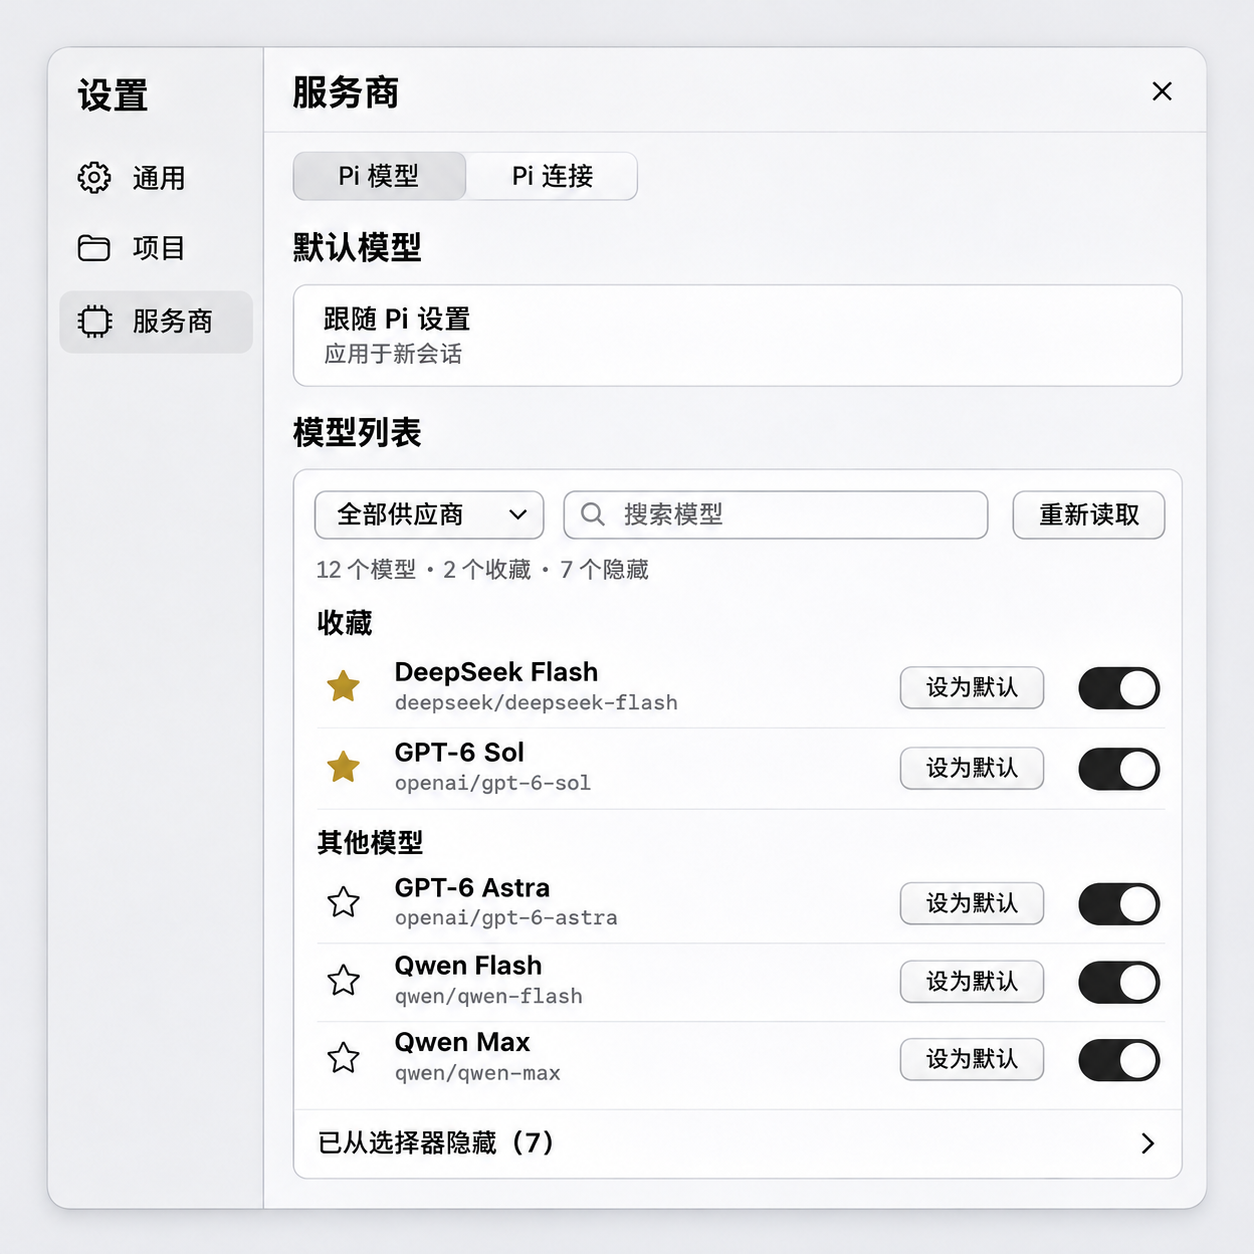 设置
通用
项目
服务商
服务商
Pi 模型
Pi 连接
默认模型
跟随 Pi 设置
应用于新会话
模型列表
全部供应商
搜索模型
重新读取
12 个模型 • 2 个收藏 • 7 个隐藏
收藏
DeepSeek Flash
deepseek/deepseek-flash
设为默认
GPT-6 Sol
openai/gpt-6-sol
设为默认
其他模型
GPT-6 Astra
openai/gpt-6-astra
设为默认
Qwen Flash
qwen/qwen-flash
设为默认
Qwen Max
qwen/qwen-max
设为默认
已从选择器隐藏（7）